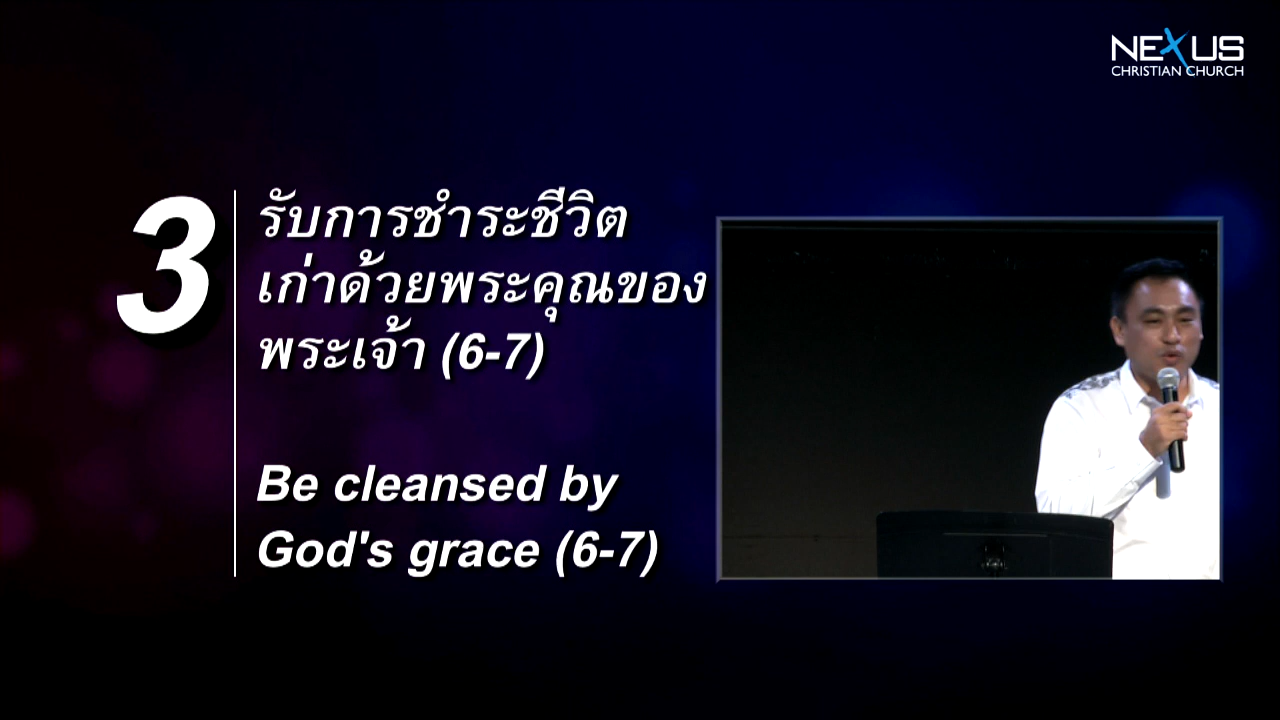 NEXUS
CHRISTIAN CHURCH
3
รับการชำระชีวิต
เก่าด้วยพระคุณของ
พระเจ้า (6-7)
Be cleansed by
God's grace (6-7)